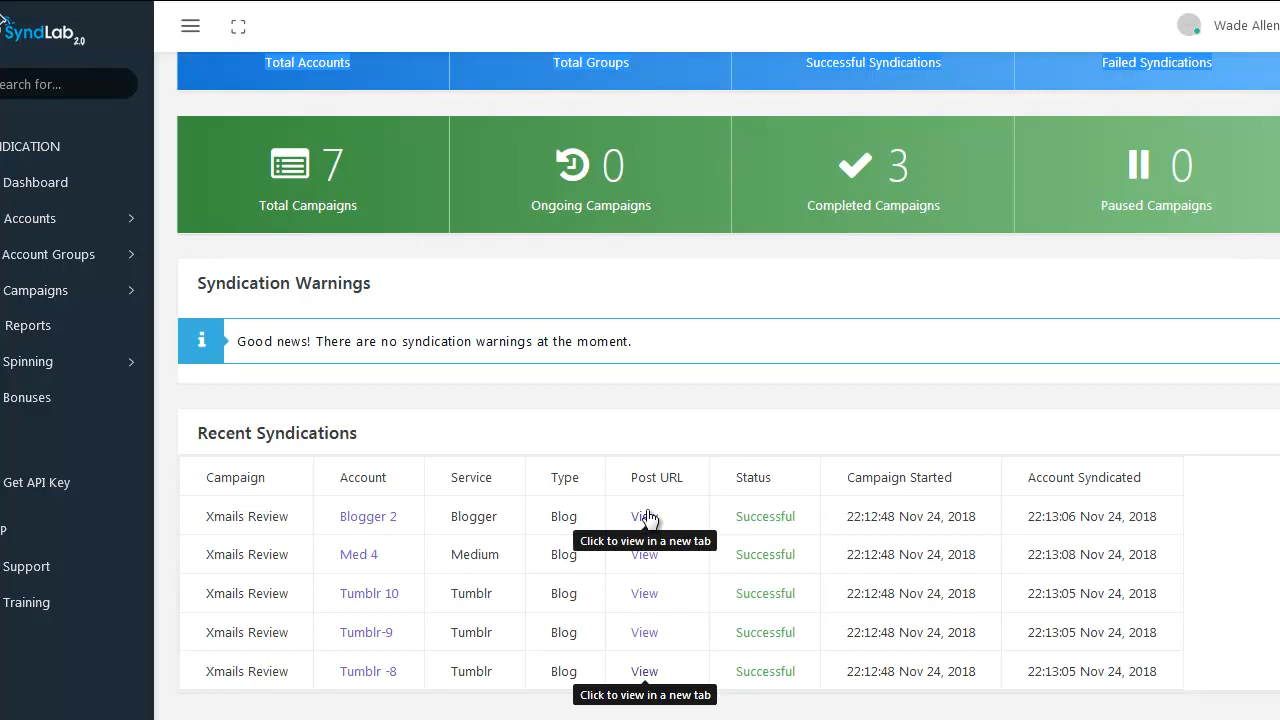 SyndLab 2.0
Wade Allen
earch for...
DICATION
Dashboard
Accounts
Account Groups
Campaigns
Reports
Spinning
Bonuses
Get API Key
P
Support
Training
Total Accounts
Total Groups
Successful Syndications
Failed Syndications
7
Total Campaigns
0
Ongoing Campaigns
3
Completed Campaigns
0
Paused Campaigns
Syndication Warnings
Good news! There are no syndication warnings at the moment.
Recent Syndications
Campaign Account Service Type Post URL Status Campaign Started Account Syndicated
Xmails Review Blogger 2 Blogger Blog View Successful 22:12:48 Nov 24, 2018 22:13:06 Nov 24, 2018
Click to view in a new tab
Xmails Review Med 4 Medium Blog View Successful 22:12:48 Nov 24, 2018 22:13:08 Nov 24, 2018
Xmails Review Tumblr 10 Tumblr Blog View Successful 22:12:48 Nov 24, 2018 22:13:05 Nov 24, 2018
Xmails Review Tumblr-9 Tumblr Blog View Successful 22:12:48 Nov 24, 2018 22:13:05 Nov 24, 2018
Xmails Review Tumblr -8 Tumblr Blog View Successful 22:12:48 Nov 24, 2018 22:13:05 Nov 24, 2018
Click to view in a new tab